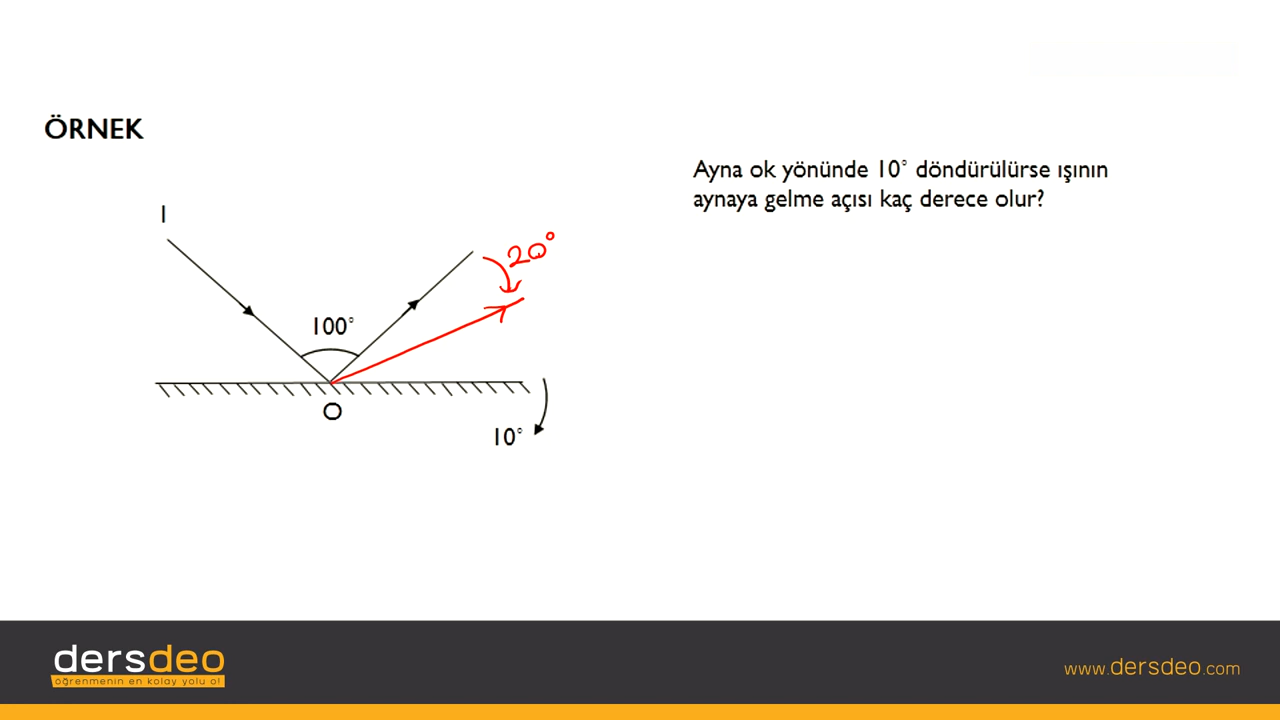 ÖRNEK
Ayna ok yönünde 10° döndürülürse ışının
aynaya gelme açısı kaç derece olur?
I
20°
100°
O
10°
dersdeo
öğrenmenin en kolay yolu o!
www.dersdeo.com